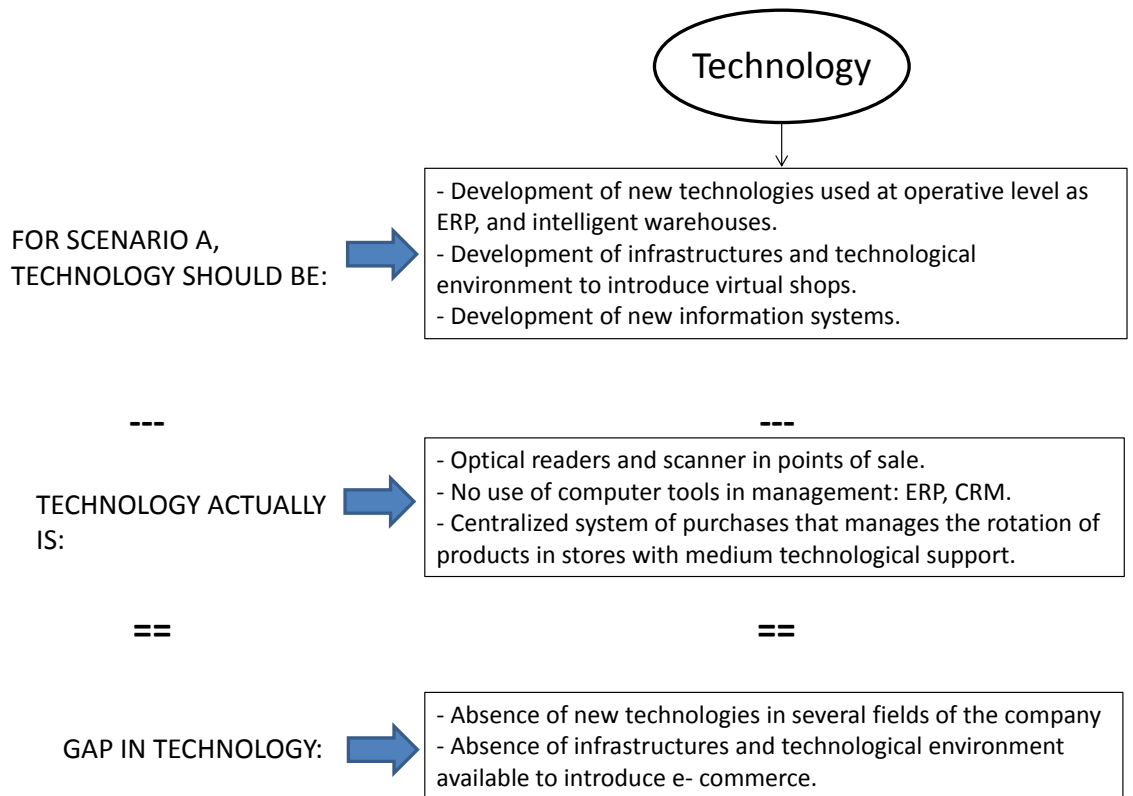 Technology
FOR SCENARIO A,
TECHNOLOGY SHOULD BE:
- Development of new technologies used at operative level as
ERP, and intelligent warehouses.
- Development of infrastructures and technological
environment to introduce virtual shops.
- Development of new information systems.
---
---
TECHNOLOGY ACTUALLY
IS:
- Optical readers and scanner in points of sale.
- No use of computer tools in management: ERP, CRM.
- Centralized system of purchases that manages the rotation of
products in stores with medium technological support.
==
==
GAP IN TECHNOLOGY:
- Absence of new technologies in several fields of the company
- Absence of infrastructures and technological environment
available to introduce e- commerce.